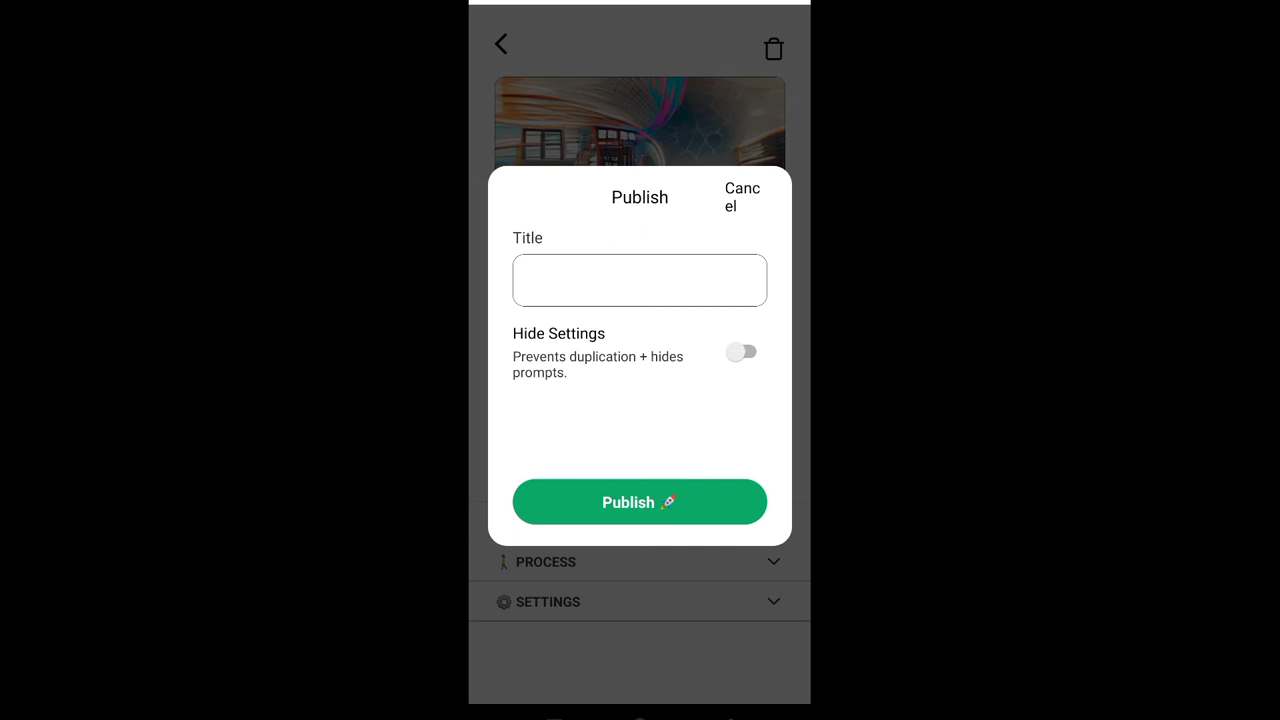 Publish
Canc
el
Title
Hide Settings
Prevents duplication + hides
prompts.
Publish 🚀
🚶 PROCESS
⚙️ SETTINGS